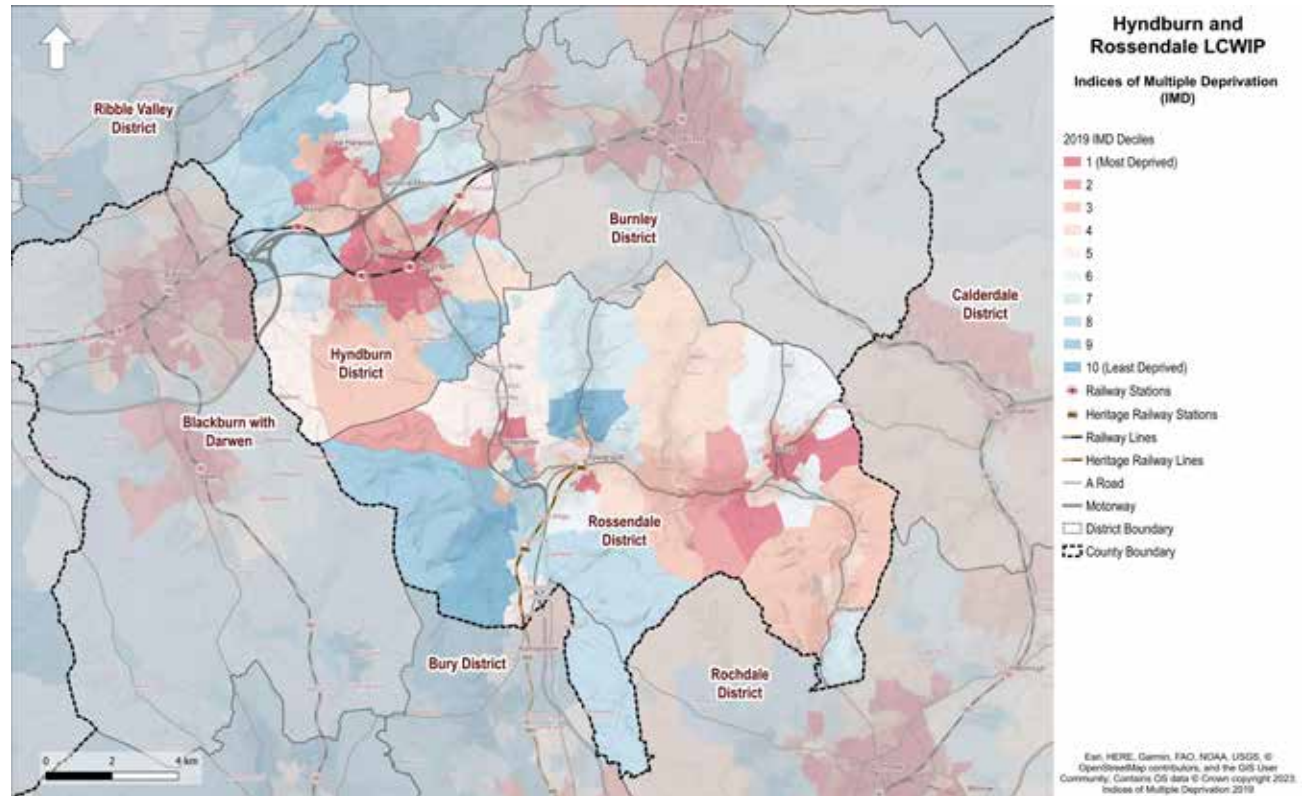 Hyndburn and
Rossendale LCWIP
Indices of Multiple Deprivation
(IMD)
2019 IMD Deciles
1 (Most Deprived)
2
3
4
5
6
7
8
9
10 (Least Deprived)
Railway Stations
Heritage Railway Stations
Railway Lines
Heritage Railway Lines
A Road
Motorway
District Boundary
County Boundary
Ribble Valley
District
Burnley
District
Calderdale
District
Hyndburn
District
Blackburn with
Darwen
Rossendale
District
Bury District
Rochdale
District
0 2 4 km
Esri, HERE, Garmin, FAO, NOAA, USGS, ©
OpenStreetMap contributors, and the GIS User
Community, Contains OS data © Crown copyright 2023,
Indices of Multiple Deprivation 2019